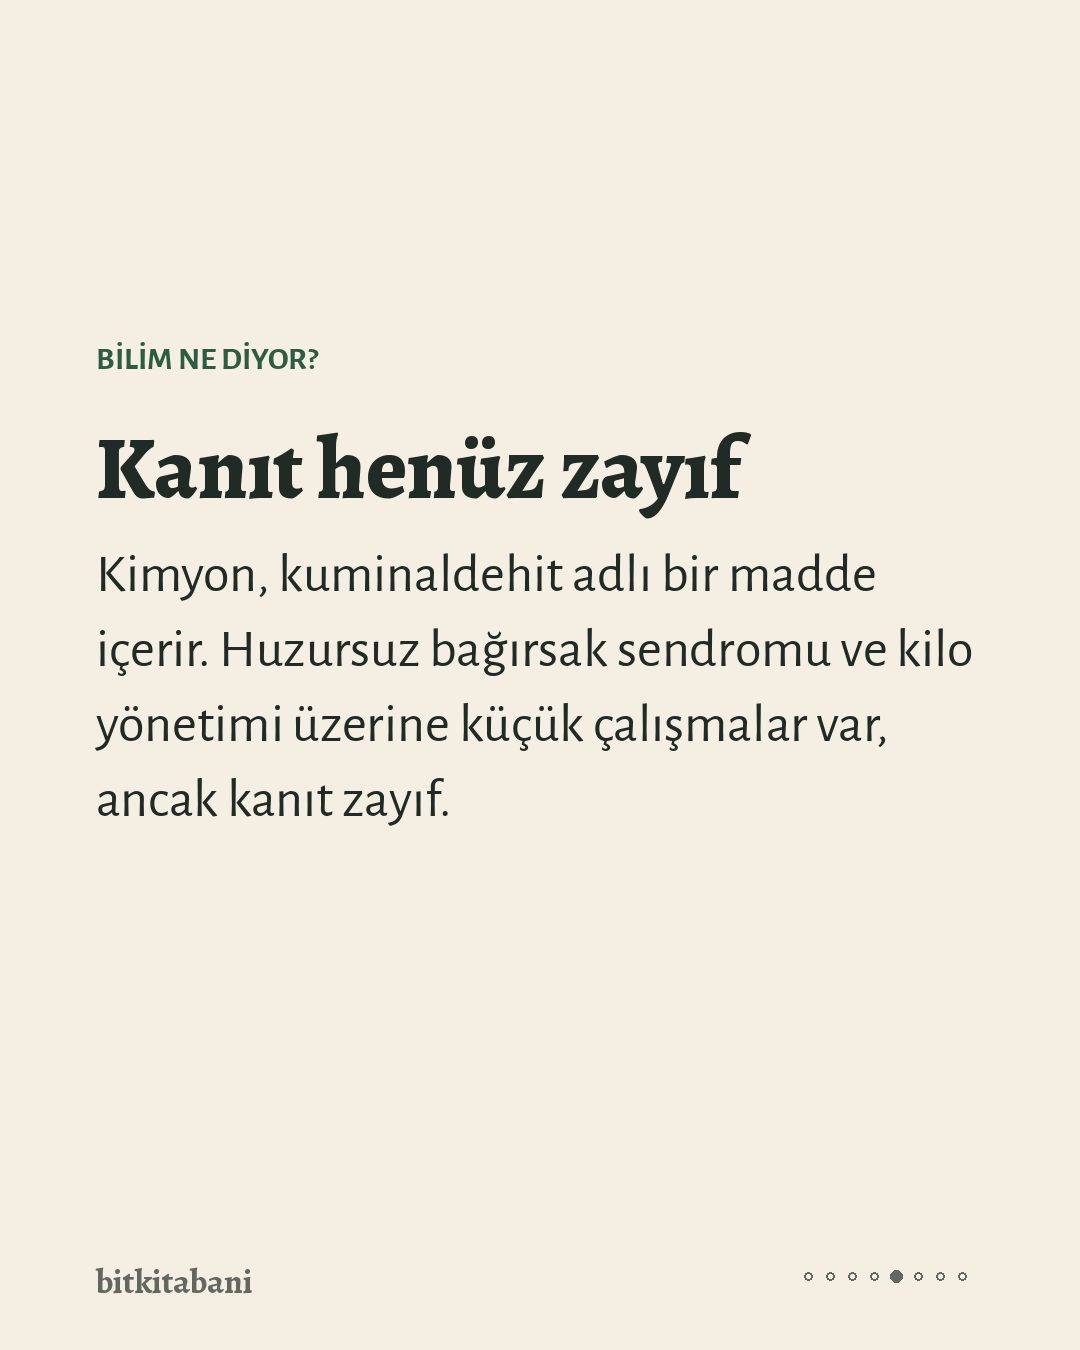 BİLİM NE DİYOR?
Kanıt henüz zayıf
Kimyon, kuminaldehit adlı bir madde
içerir. Huzursuz bağırsak sendromu ve kilo
yönetimi üzerine küçük çalışmalar var,
ancak kanıt zayıf.
bitkitabani